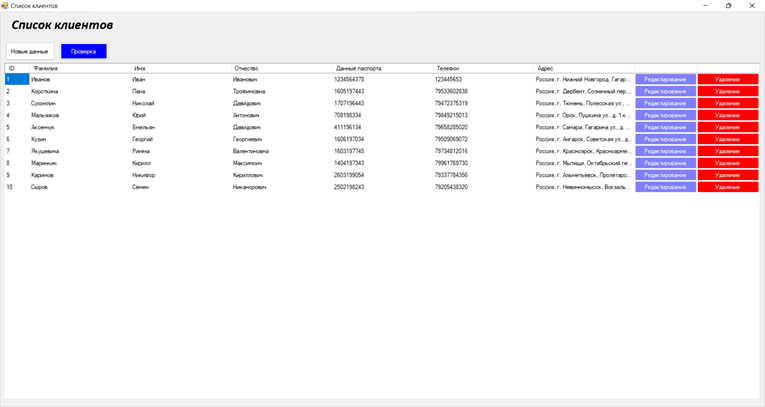 Список клиентов
Список клиентов
Новые данные Проверка
ID Фамилия Имя Отчество Данные паспорта Телефон Адрес
1 Иванов Иван Иванович 1234564378 123445653 Россия, г. Нижний Новгород, Гагар... Редактирование Удаление
2 Короткина Лана Трофимовна 1605197443 79533602838 Россия, г. Дербент, Солнечный пер ... Редактирование Удаление
3 Сухомлин Николай Давидович 1707196443 79472375319 Россия, г. Тюмень, Полесская ул., ... Редактирование Удаление
4 Мальчиков Юрий Антонович 708198334 79849215013 Россия, г. Орск, Пушкина ул., д. 1 к... Редактирование Удаление
5 Аксенчук Емельян Давидович 411196134 79658285020 Россия, г. Самара, Гагарина ул., д. ... Редактирование Удаление
6 Кузин Георгий Георгиевич 1606197034 79509069072 Россия, г. Ангарск, Советская ул., д... Редактирование Удаление
7 Якушевича Римма Валентиновна 1603197745 79734812016 Россия, г. Красноярск, Красноарме... Редактирование Удаление
8 Маринкин Кирилл Максимоич 1404197343 79961769730 Россия, г. Мытищи, Октябрьский пе... Редактирование Удаление
9 Каримов Никифор Кириллович 2603199054 79337784356 Россия, г. Альметьевск, Пролетарс... Редактирование Удаление
10 Сыров Семен Никанорович 2502198243 79205438320 Россия, г. Невинномысск, Вокзаль... Редактирование Удаление